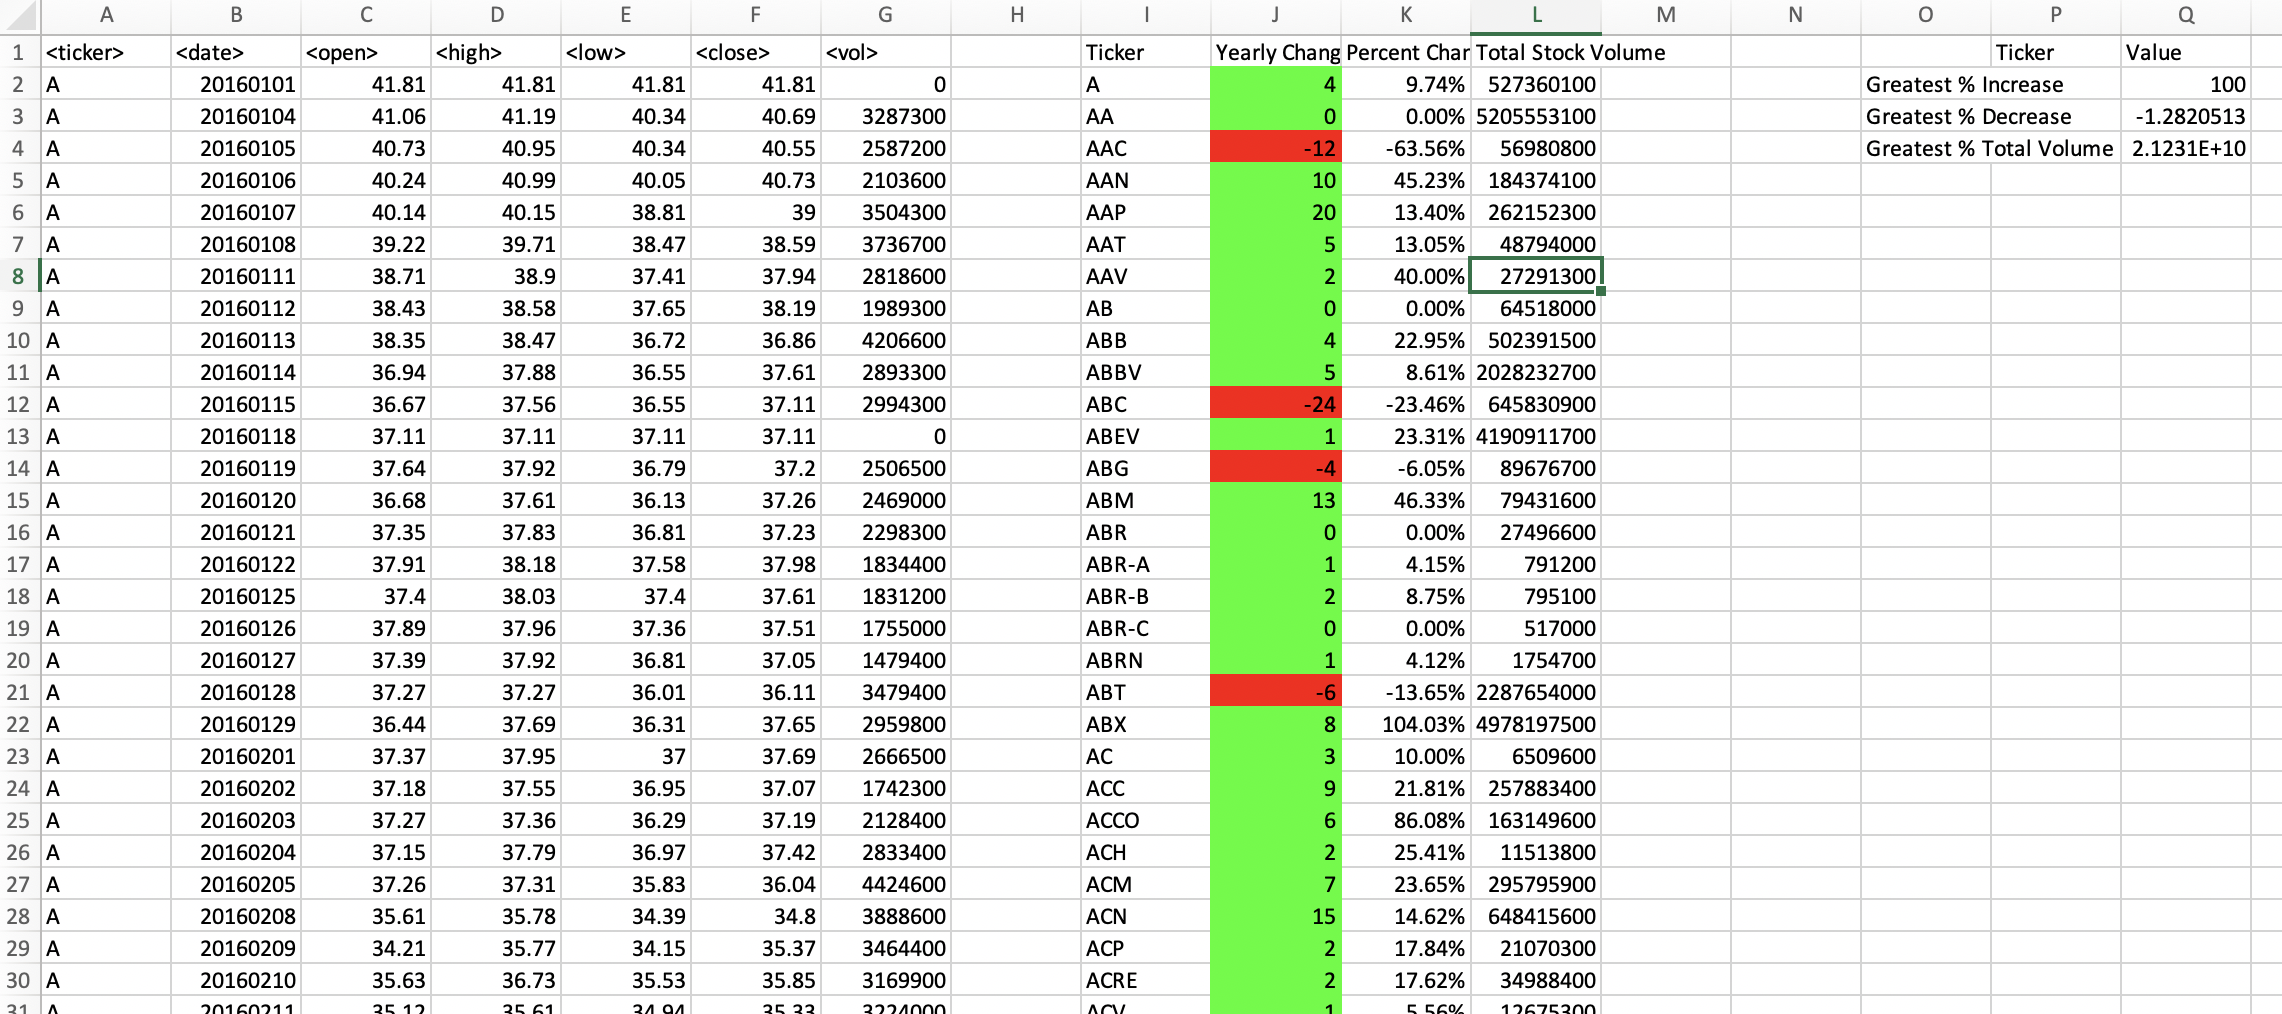 A B C D E F G H I J K L M N O P Q
1 <ticker> <date> <open> <high> <low> <close> <vol> Ticker Yearly Chang Percent Char Total Stock Volume Ticker Value
2 A 20160101 41.81 41.81 41.81 41.81 0 A 4 9.74% 527360100 Greatest % Increase 100
3 A 20160104 41.06 41.19 40.34 40.69 3287300 AA 0 0.00% 5205553100 Greatest % Decrease -1.2820513
4 A 20160105 40.73 40.95 40.34 40.55 2587200 AAC -12 -63.56% 56980800 Greatest % Total Volume 2.1231E+10
5 A 20160106 40.24 40.99 40.05 40.73 2103600 AAN 10 45.23% 184374100
6 A 20160107 40.14 40.15 38.81 39 3504300 AAP 20 13.40% 262152300
7 A 20160108 39.22 39.71 38.47 38.59 3736700 AAT 5 13.05% 48794000
8 A 20160111 38.71 38.9 37.41 37.94 2818600 AAV 2 40.00% 27291300
9 A 20160112 38.43 38.58 37.65 38.19 1989300 AB 0 0.00% 64518000
10 A 20160113 38.35 38.47 36.72 36.86 4206600 ABB 4 22.95% 502391500
11 A 20160114 36.94 37.88 36.55 37.61 2893300 ABBV 5 8.61% 2028232700
12 A 20160115 36.67 37.56 36.55 37.11 2994300 ABC -24 -23.46% 645830900
13 A 20160118 37.11 37.11 37.11 37.11 0 ABEV 1 23.31% 4190911700
14 A 20160119 37.64 37.92 36.79 37.2 2506500 ABG -4 -6.05% 89676700
15 A 20160120 36.68 37.61 36.13 37.26 2469000 ABM 13 46.33% 79431600
16 A 20160121 37.35 37.83 36.81 37.23 2298300 ABR 0 0.00% 27496600
17 A 20160122 37.91 38.18 37.58 37.98 1834400 ABR-A 1 4.15% 791200
18 A 20160125 37.4 38.03 37.4 37.61 1831200 ABR-B 2 8.75% 795100
19 A 20160126 37.89 37.96 37.36 37.51 1755000 ABR-C 0 0.00% 517000
20 A 20160127 37.39 37.92 36.81 37.05 1479400 ABRN 1 4.12% 1754700
21 A 20160128 37.27 37.27 36.01 36.11 3479400 ABT -6 -13.65% 2287654000
22 A 20160129 36.44 37.69 36.31 37.65 2959800 ABX 8 104.03% 4978197500
23 A 20160201 37.37 37.95 37 37.69 2666500 AC 3 10.00% 6509600
24 A 20160202 37.18 37.55 36.95 37.07 1742300 ACC 9 21.81% 257883400
25 A 20160203 37.27 37.36 36.29 37.19 2128400 ACCO 6 86.08% 163149600
26 A 20160204 37.15 37.79 36.97 37.42 2833400 ACH 2 25.41% 11513800
27 A 20160205 37.26 37.31 35.83 36.04 4424600 ACM 7 23.65% 295795900
28 A 20160208 35.61 35.78 34.39 34.8 3888600 ACN 15 14.62% 648415600
29 A 20160209 34.21 35.77 34.15 35.37 3464400 ACP 2 17.84% 21070300
30 A 20160210 35.63 36.73 35.53 35.85 3169900 ACRE 2 17.62% 34988400
31 A 20160211 35.12 35.61 34.94 35.33 3224000 ACV 1 5.56% 12675300